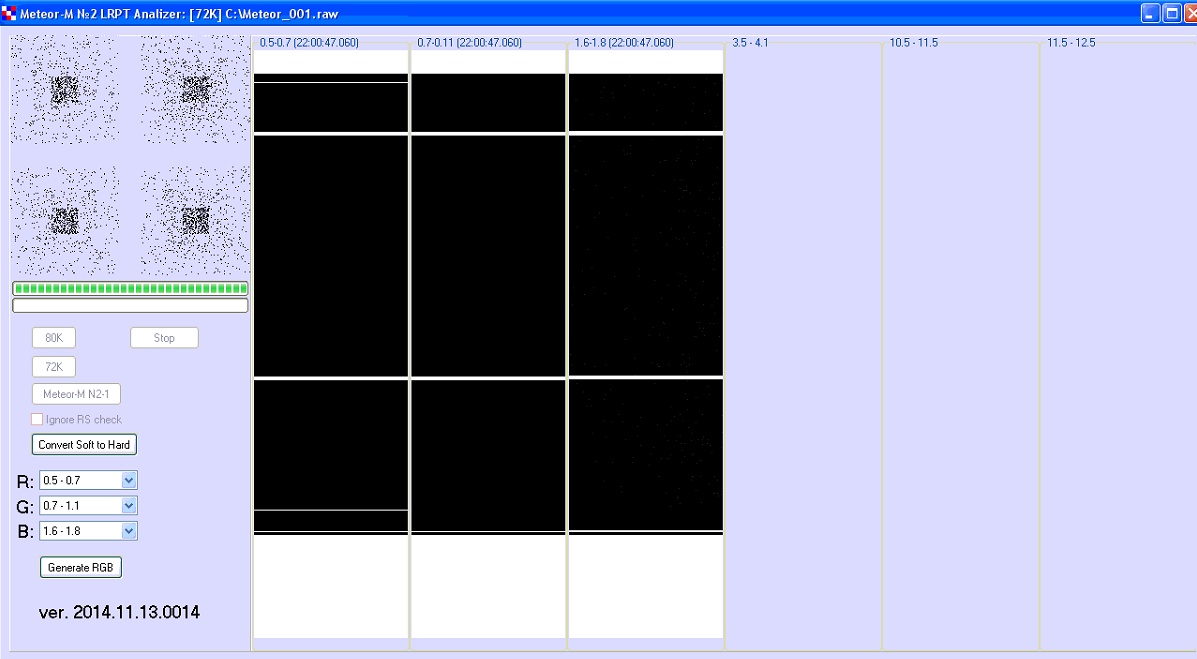 Meteor-M №2 LRPT Analizer: [72K] C:\Meteor_001.raw
0.5-0.7 (22:00:47.060)
0.7-0.11 (22:00:47.060)
1.6-1.8 (22:00:47.060)
3.5 - 4.1
10.5 - 11.5
11.5 - 12.5
80K
Stop
72K
Meteor-M N2-1
Ignore RS check
Convert Soft to Hard
R: 0.5 - 0.7
G: 0.7 - 1.1
B: 1.6 - 1.8
Generate RGB
ver. 2014.11.13.0014